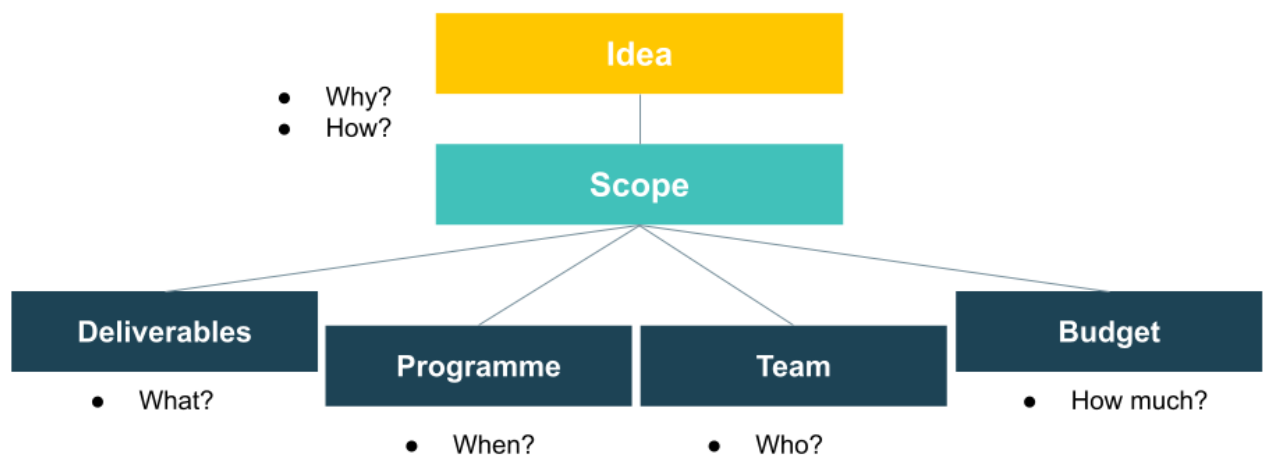 Idea
● Why?
● How?
Scope
Deliverables
Programme
Team
Budget
● What?
● When?
● Who?
● How much?